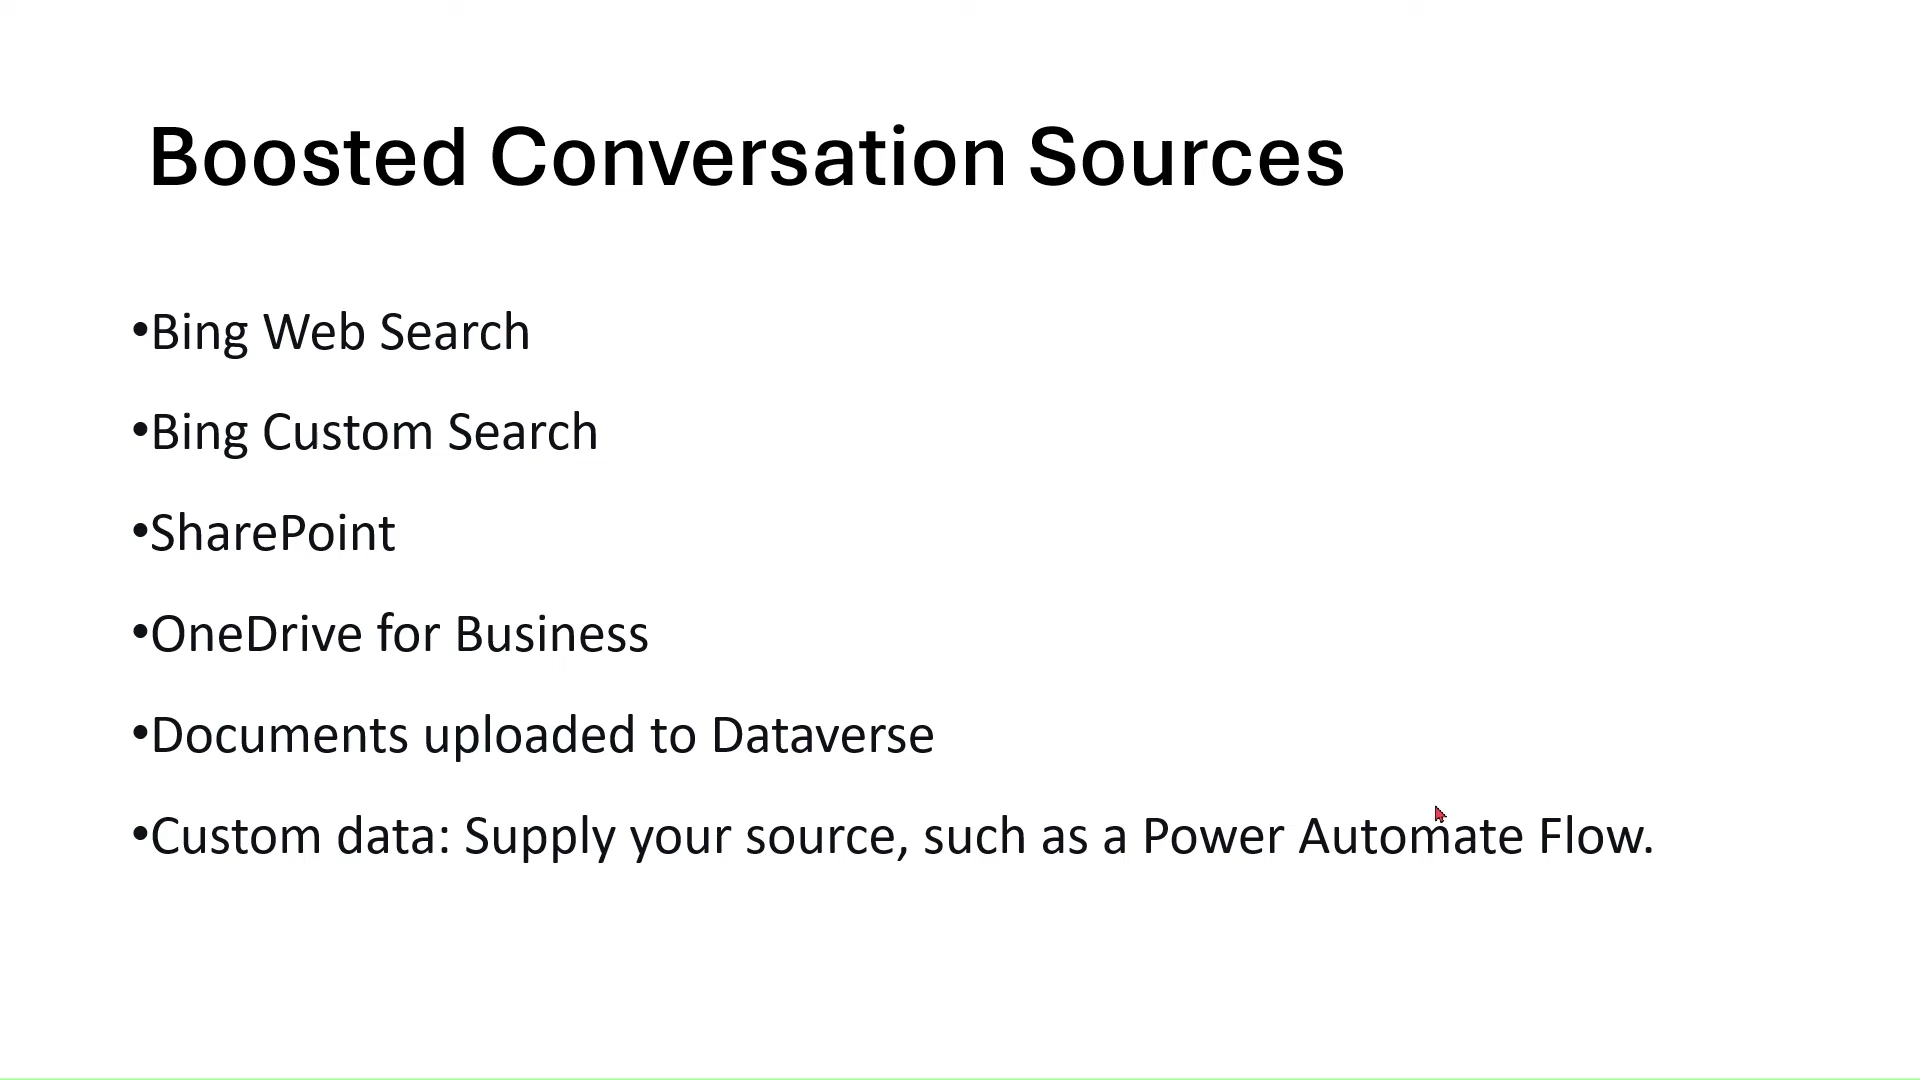 Boosted Conversation Sources
•Bing Web Search
•Bing Custom Search
•SharePoint
•OneDrive for Business
•Documents uploaded to Dataverse
•Custom data: Supply your source, such as a Power Automate Flow.